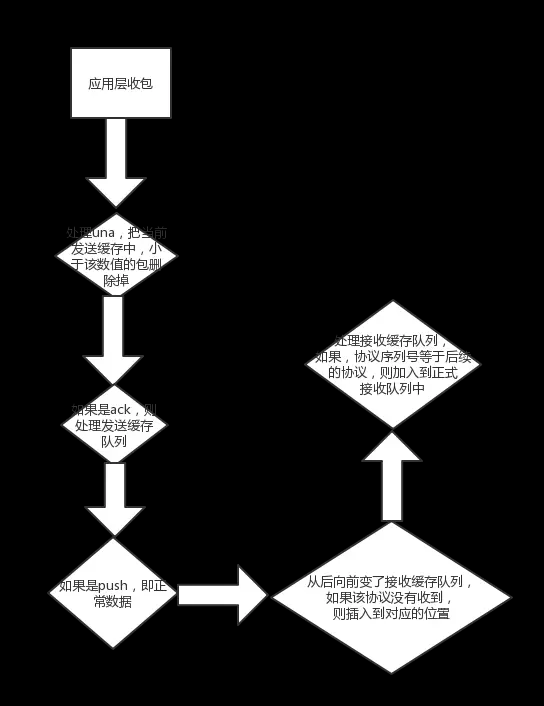 应用层收包
处理una，把当前
发送缓存中，小
于该数值的包删
除掉
如果是ack，则
处理发送缓存
队列
如果是push，即正
常数据
从后向前变了接收缓存队列，
如果该协议没有收到，
则插入到对应的位置
处理接收缓存队列，
如果，协议序列号等于后续
的协议，则加入到正式
接收队列中